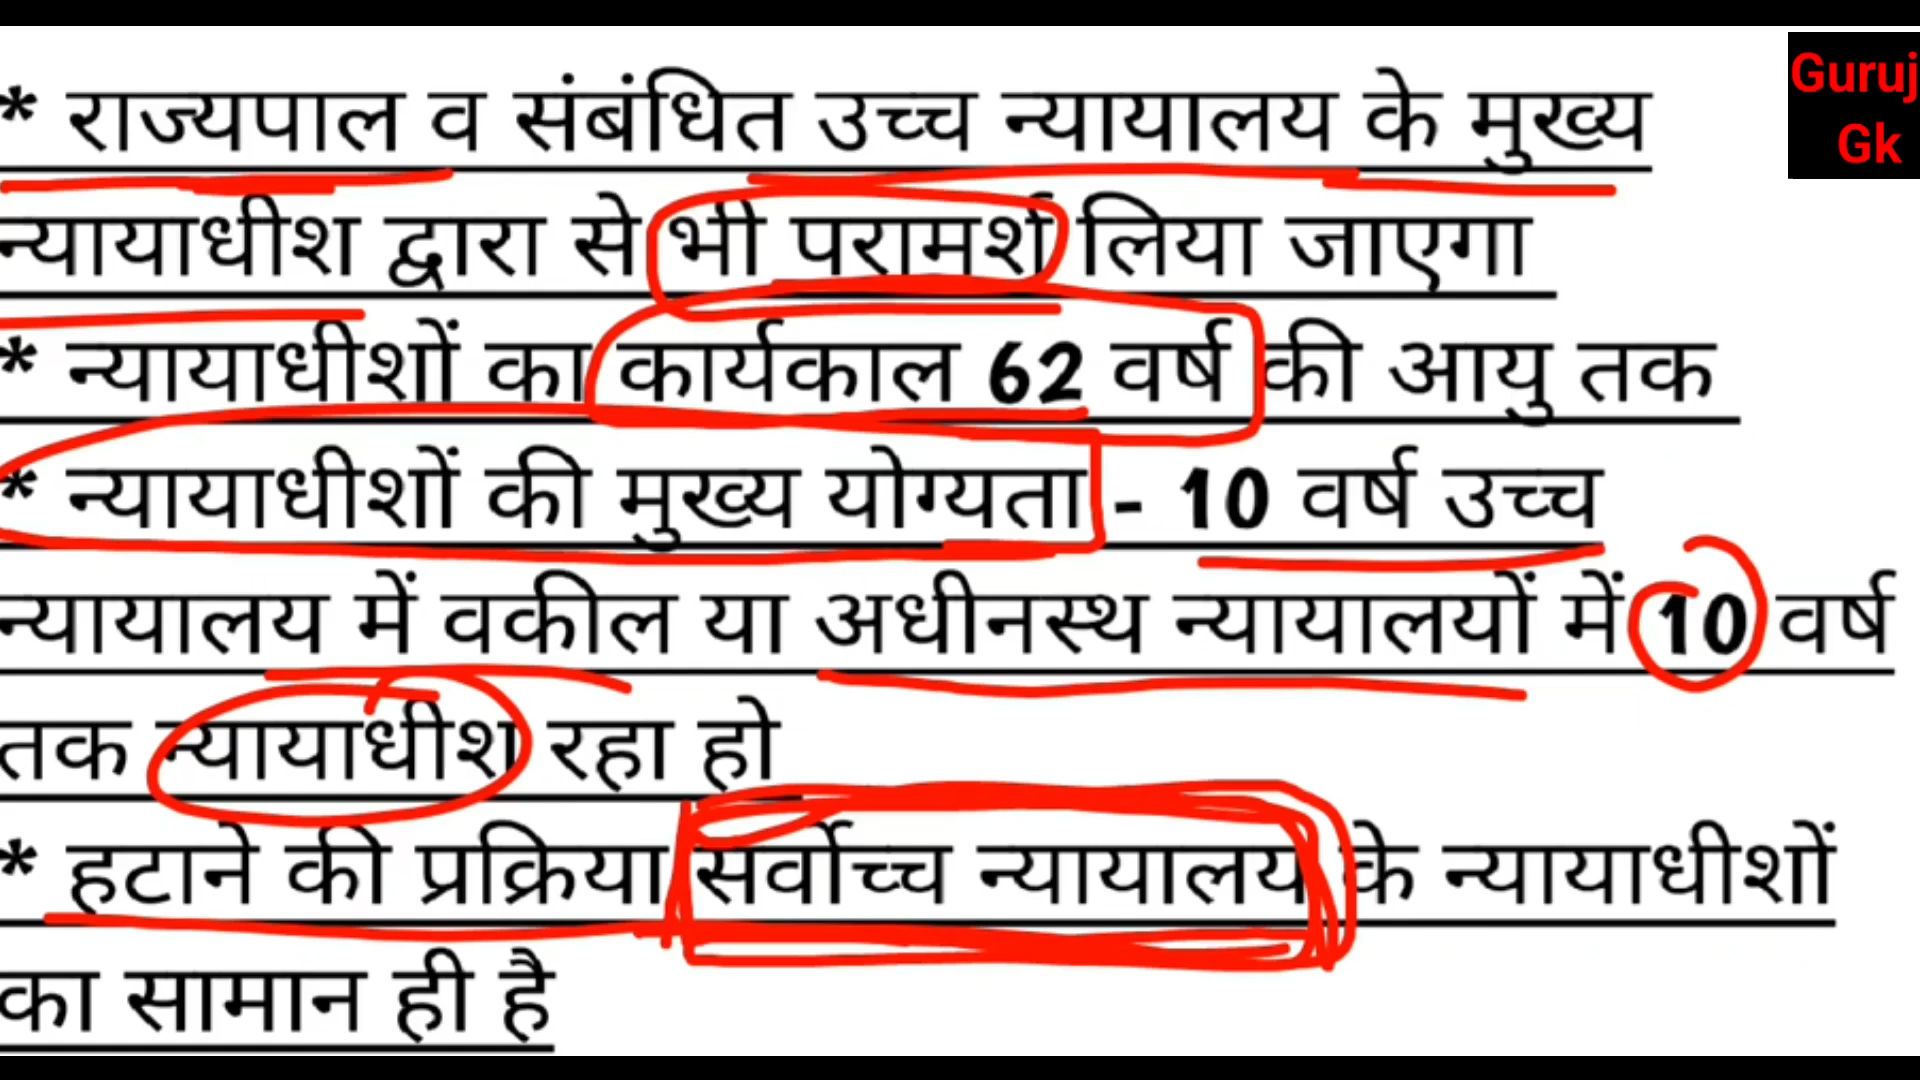 * राज्यपाल व संबंधित उच्च न्यायालय के मुख्य
न्यायाधीश द्वारा से भी परामर्श लिया जाएगा
* न्यायाधीशों का कार्यकाल 62 वर्ष की आयु तक
* न्यायाधीशों की मुख्य योग्यता - 10 वर्ष उच्च
न्यायालय में वकील या अधीनस्थ न्यायालयों में 10 वर्ष
तक न्यायाधीश रहा हो
* हटाने की प्रक्रिया सर्वोच्च न्यायालय के न्यायाधीशों
का सामान ही है
Guruj
Gk